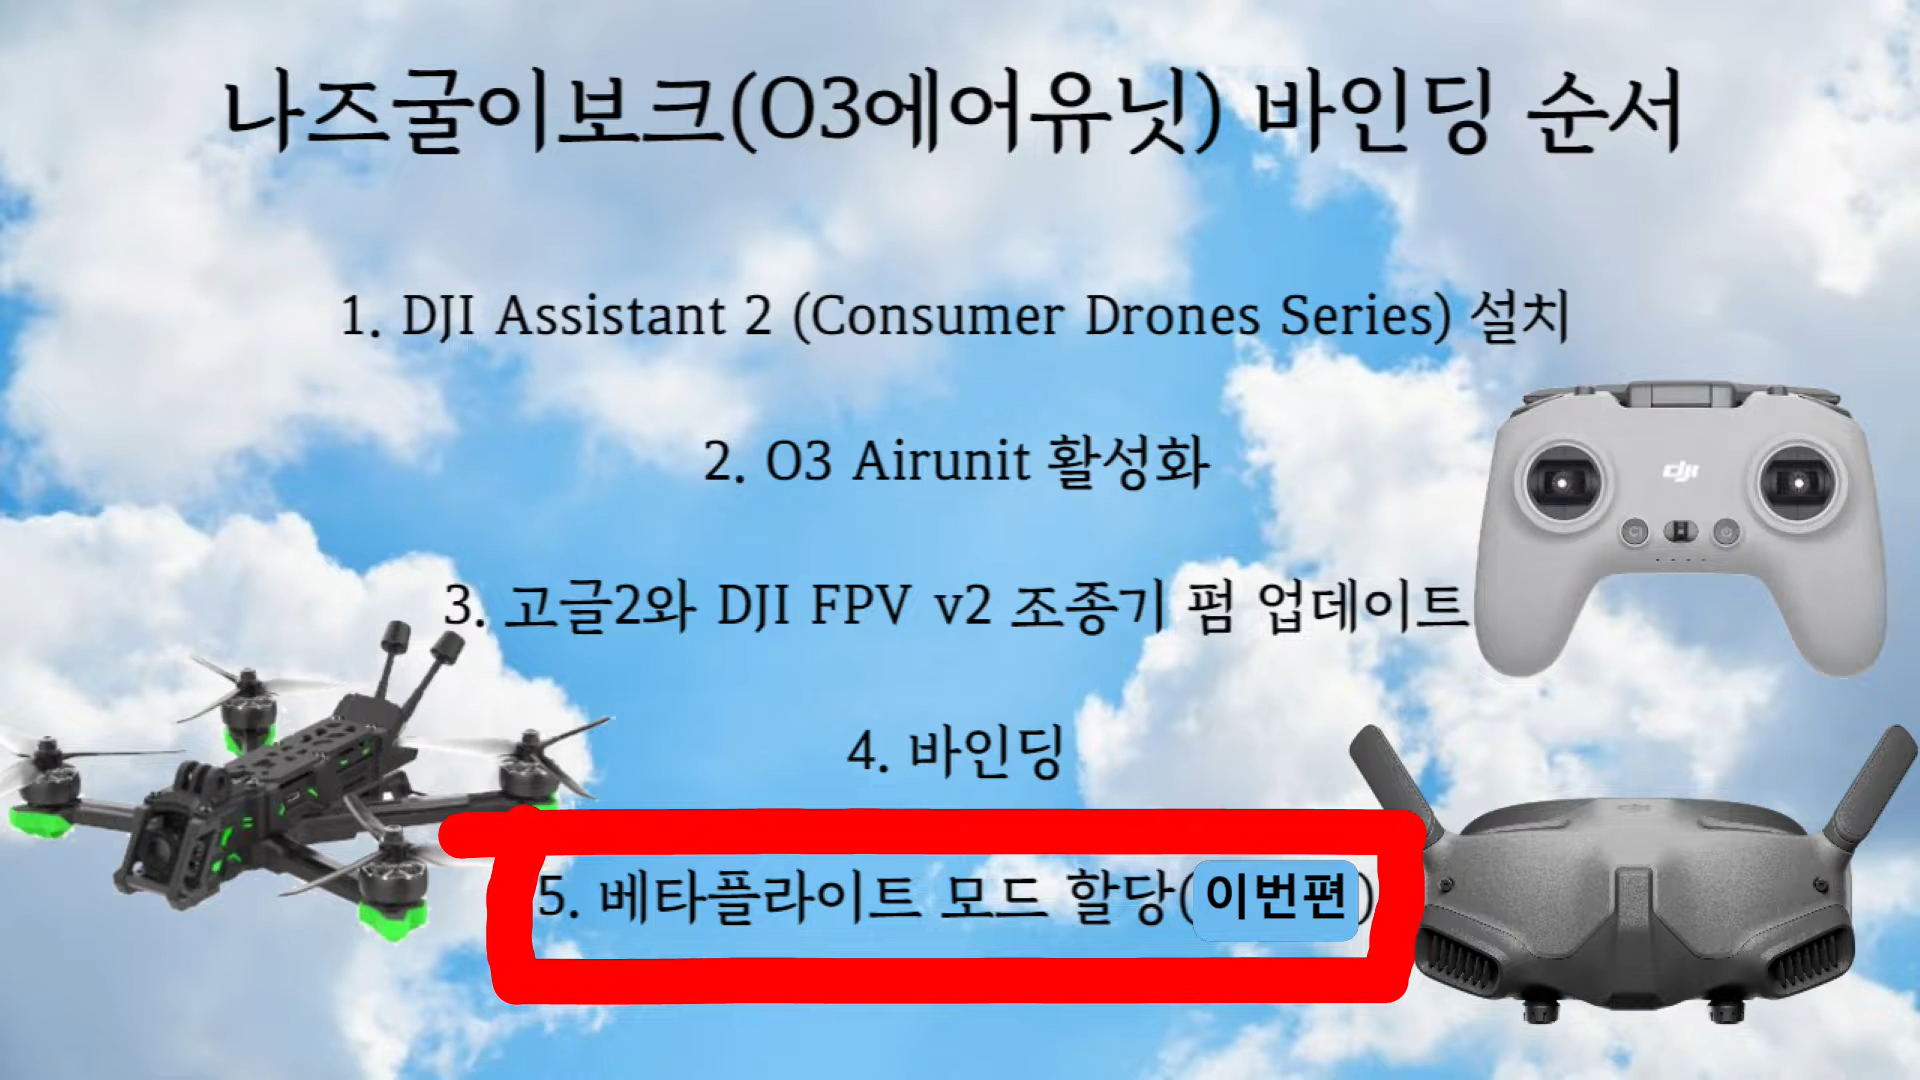 나즈굴이보크(O3에어유닛) 바인딩 순서
1. DJI Assistant 2 (Consumer Drones Series) 설치
2. O3 Airunit 활성화
dji
3. 고글2와 DJI FPV v2 조종기 펌 업데이트
4. 바인딩
5. 베타플라이트 모드 할당(이번편)